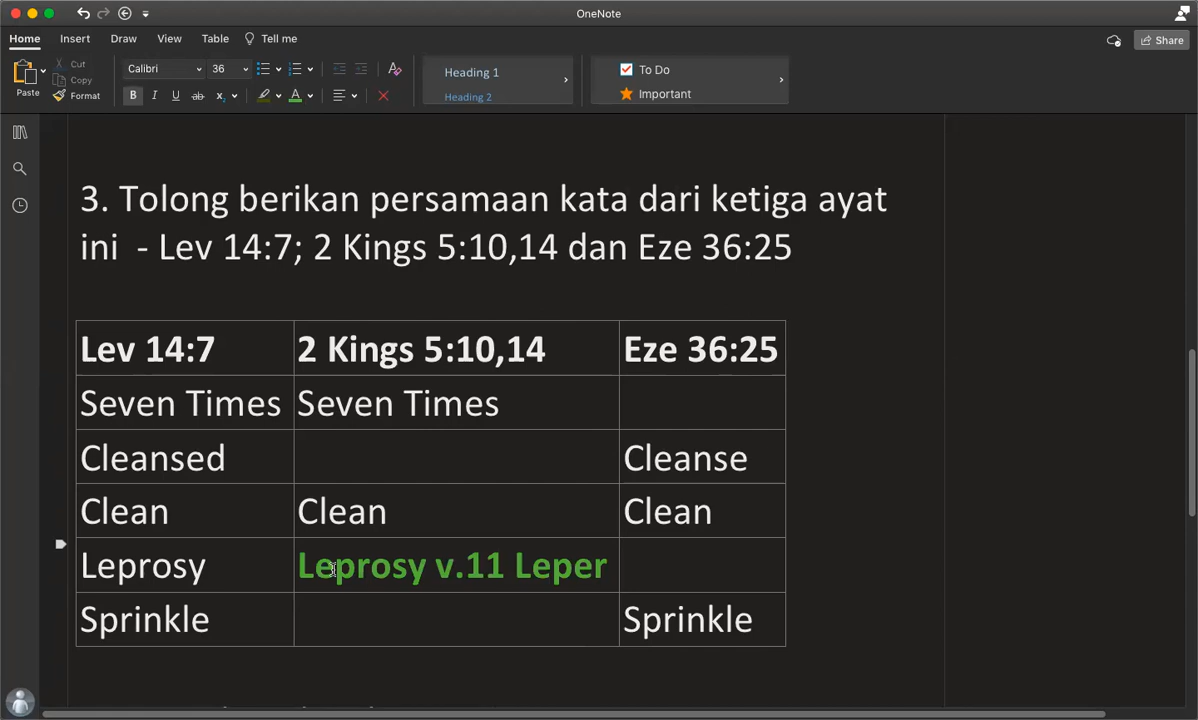 OneNote
Home Insert Draw View Table Tell me
Share
Paste
Cut
Copy
Format
Calibri 36
B I U ab x₂ A
Heading 1
Heading 2
To Do
Important
3. Tolong berikan persamaan kata dari ketiga ayat
ini - Lev 14:7; 2 Kings 5:10,14 dan Eze 36:25
Lev 14:7 2 Kings 5:10,14 Eze 36:25
Seven Times Seven Times
Cleansed Cleanse
Clean Clean Clean
Leprosy Leprosy v.11 Leper
Sprinkle Sprinkle